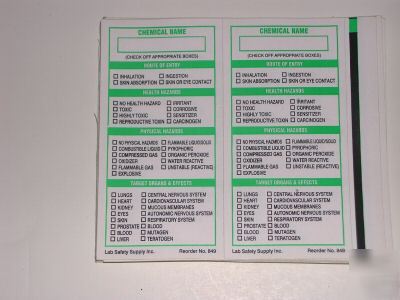 CHEMICAL NAME
(CHECK OFF APPROPRIATE BOXES)
ROUTE OF ENTRY
INHALATION INGESTION
SKIN ABSORPTION SKIN OR EYE CONTACT
HEALTH HAZARDS
NO HEALTH HAZARD IRRITANT
TOXIC CORROSIVE
HIGHLY TOXIC SENSITIZER
REPRODUCTIVE TOXIN CARCINOGEN
PHYSICAL HAZARDS
NO PHYSICAL HAZARDS FLAMMABLE LIQUID/SOLID
COMBUSTIBLE LIQUID PYROPHORIC
COMPRESSED GAS ORGANIC PEROXIDE
OXIDIZER WATER REACTIVE
FLAMMABLE GAS UNSTABLE (REACTIVE)
EXPLOSIVE
TARGET ORGANS & EFFECTS
LUNGS CENTRAL NERVOUS SYSTEM
HEART CARDIOVASCULAR SYSTEM
KIDNEY MUCOUS MEMBRANES
EYES AUTONOMIC NERVOUS SYSTEM
SKIN RESPIRATORY SYSTEM
PROSTATE BLOOD
BLOOD MUTAGEN
LIVER TERATOGEN
Lab Safety Supply Inc. Reorder No. 849
CHEMICAL NAME
(CHECK OFF APPROPRIATE BOXES)
ROUTE OF ENTRY
INHALATION INGESTION
SKIN ABSORPTION SKIN OR EYE CONTACT
HEALTH HAZARDS
NO HEALTH HAZARD IRRITANT
TOXIC CORROSIVE
HIGHLY TOXIC SENSITIZER
REPRODUCTIVE TOXIN CARCINOGEN
PHYSICAL HAZARDS
NO PHYSICAL HAZARDS FLAMMABLE LIQUID/SOLID
COMBUSTIBLE LIQUID PYROPHORIC
COMPRESSED GAS ORGANIC PEROXIDE
OXIDIZER WATER REACTIVE
FLAMMABLE GAS UNSTABLE (REACTIVE)
EXPLOSIVE
TARGET ORGANS & EFFECTS
LUNGS CENTRAL NERVOUS SYSTEM
HEART CARDIOVASCULAR SYSTEM
KIDNEY MUCOUS MEMBRANES
EYES AUTONOMIC NERVOUS SYSTEM
SKIN RESPIRATORY SYSTEM
PROSTATE BLOOD
BLOOD MUTAGEN
LIVER TERATOGEN
Lab Safety Supply Inc. Reorder No. 849